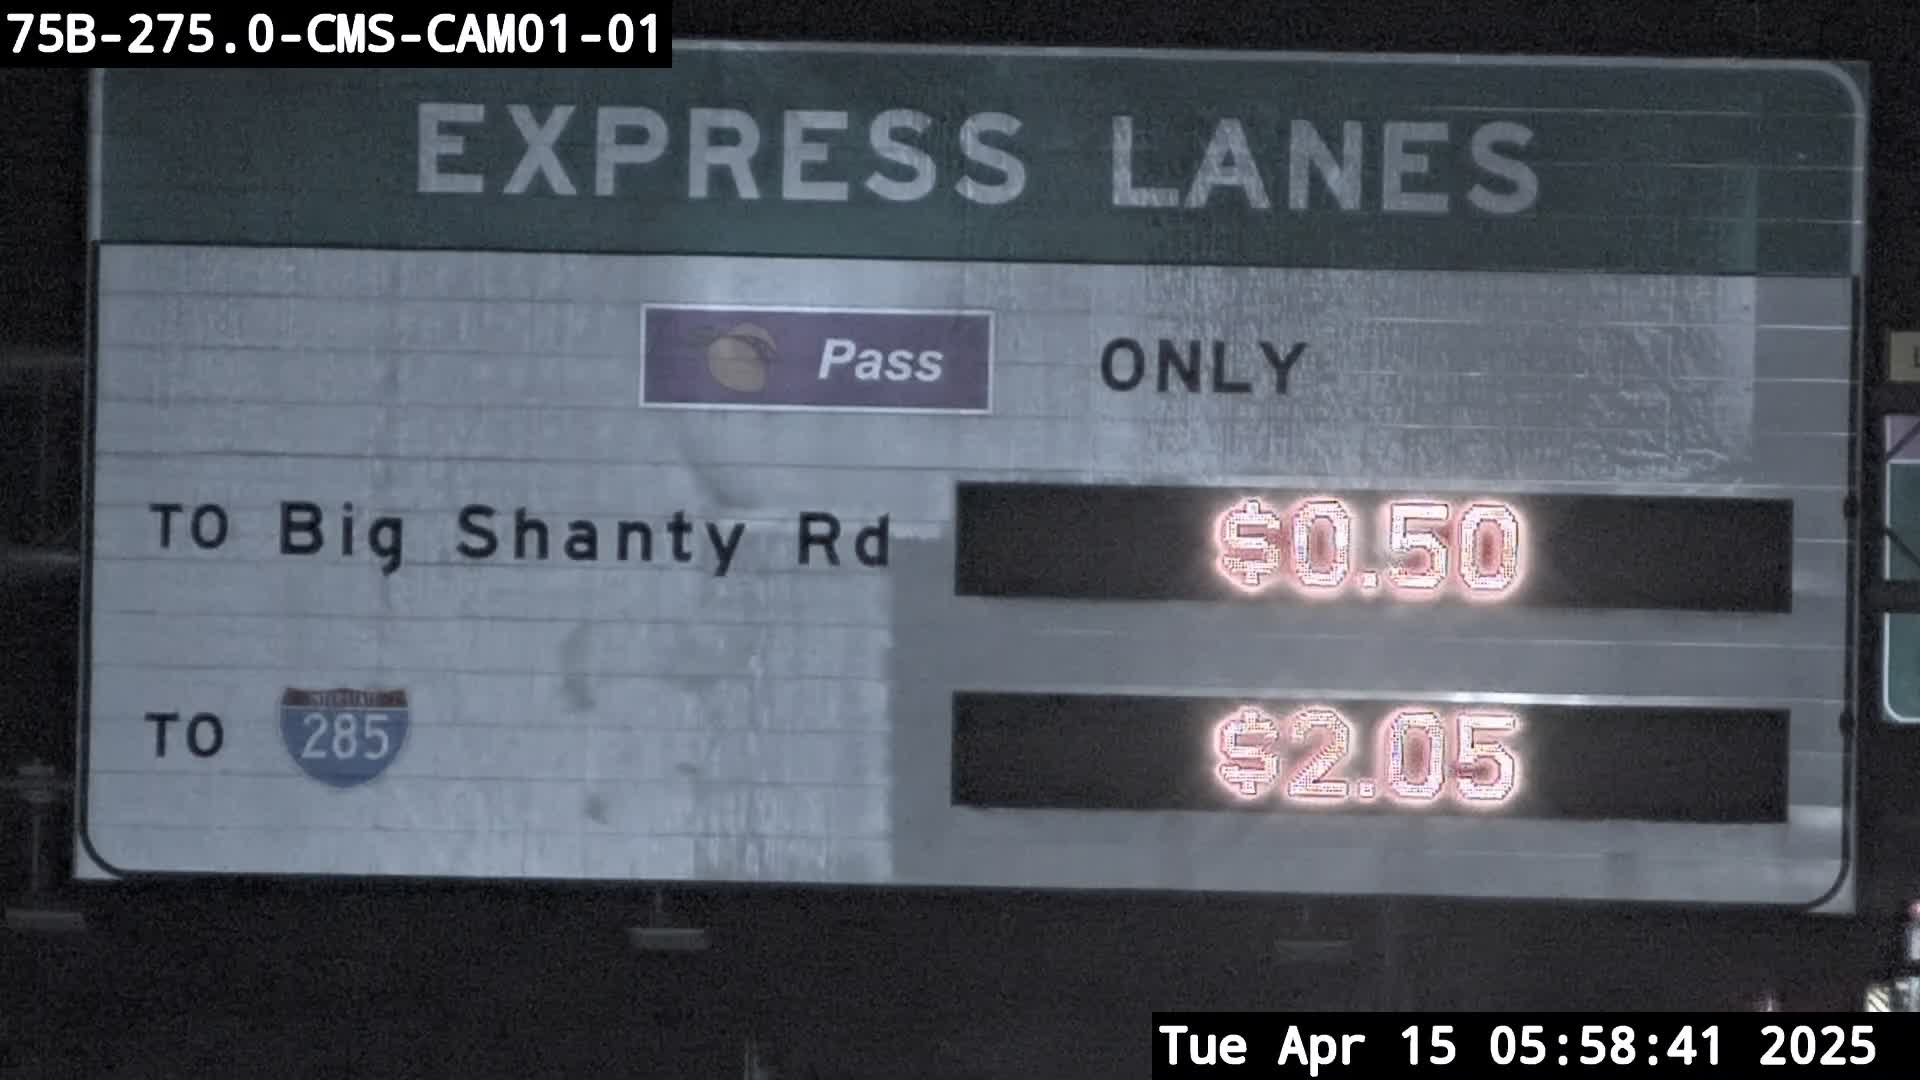 75B-275.0-CMS-CAM01-01
EXPRESS LANES
Pass ONLY
TO Big Shanty Rd $0.50
INTERSTATE
TO 285 $2.05
Tue Apr 15 05:58:41 2025